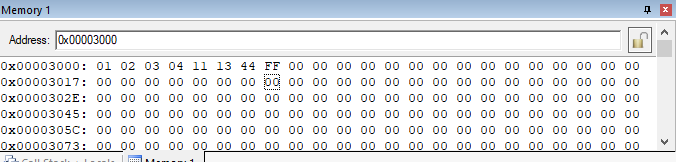 Memory 1
Address: 0x00003000
0x00003000: 01 02 03 04 11 13 44 FF 00 00 00 00 00 00 00 00 00 00 00 00 00 00 00
0x00003017: 00 00 00 00 00 00 00 00 00 00 00 00 00 00 00 00 00 00 00 00 00 00 00
0x0000302E: 00 00 00 00 00 00 00 00 00 00 00 00 00 00 00 00 00 00 00 00 00 00 00
0x00003045: 00 00 00 00 00 00 00 00 00 00 00 00 00 00 00 00 00 00 00 00 00 00 00
0x0000305C: 00 00 00 00 00 00 00 00 00 00 00 00 00 00 00 00 00 00 00 00 00 00 00
0x00003073: 00 00 00 00 00 00 00 00 00 00 00 00 00 00 00 00 00 00 00 00 00 00 00
Call Stack + Locals Memory 1